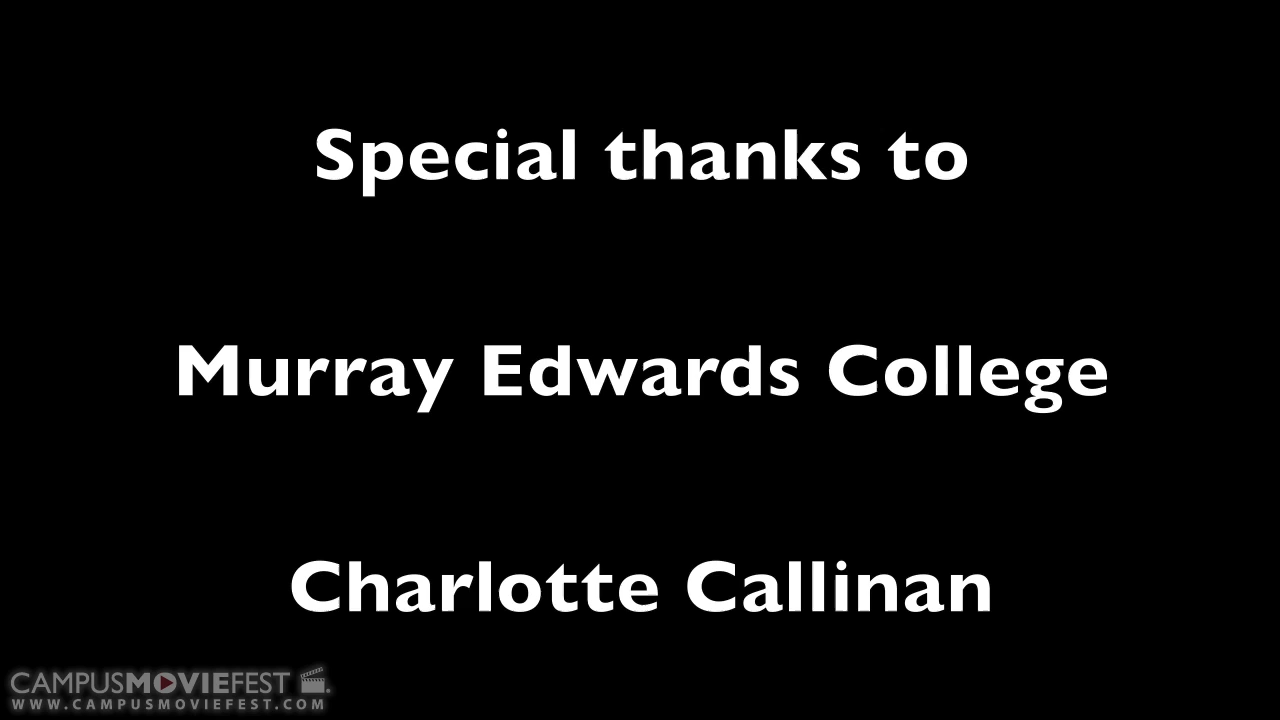 Special thanks to
Murray Edwards College
Charlotte Callinan
CAMPUSMOVIEFEST
WWW.CAMPUSMOVIEFEST.COM